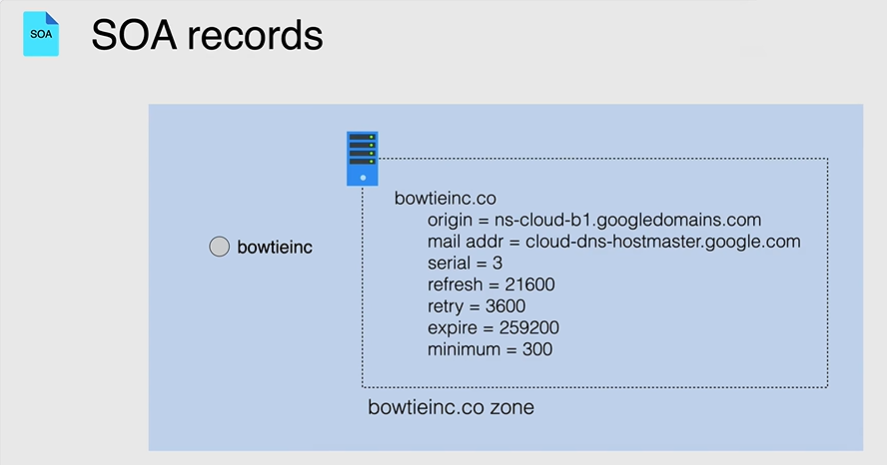 SOA
SOA records
bowtieinc.co
origin = ns-cloud-b1.googledomains.com
mail addr = cloud-dns-hostmaster.google.com
bowtieinc
serial = 3
refresh = 21600
retry = 3600
expire = 259200
minimum = 300
bowtieinc.co zone